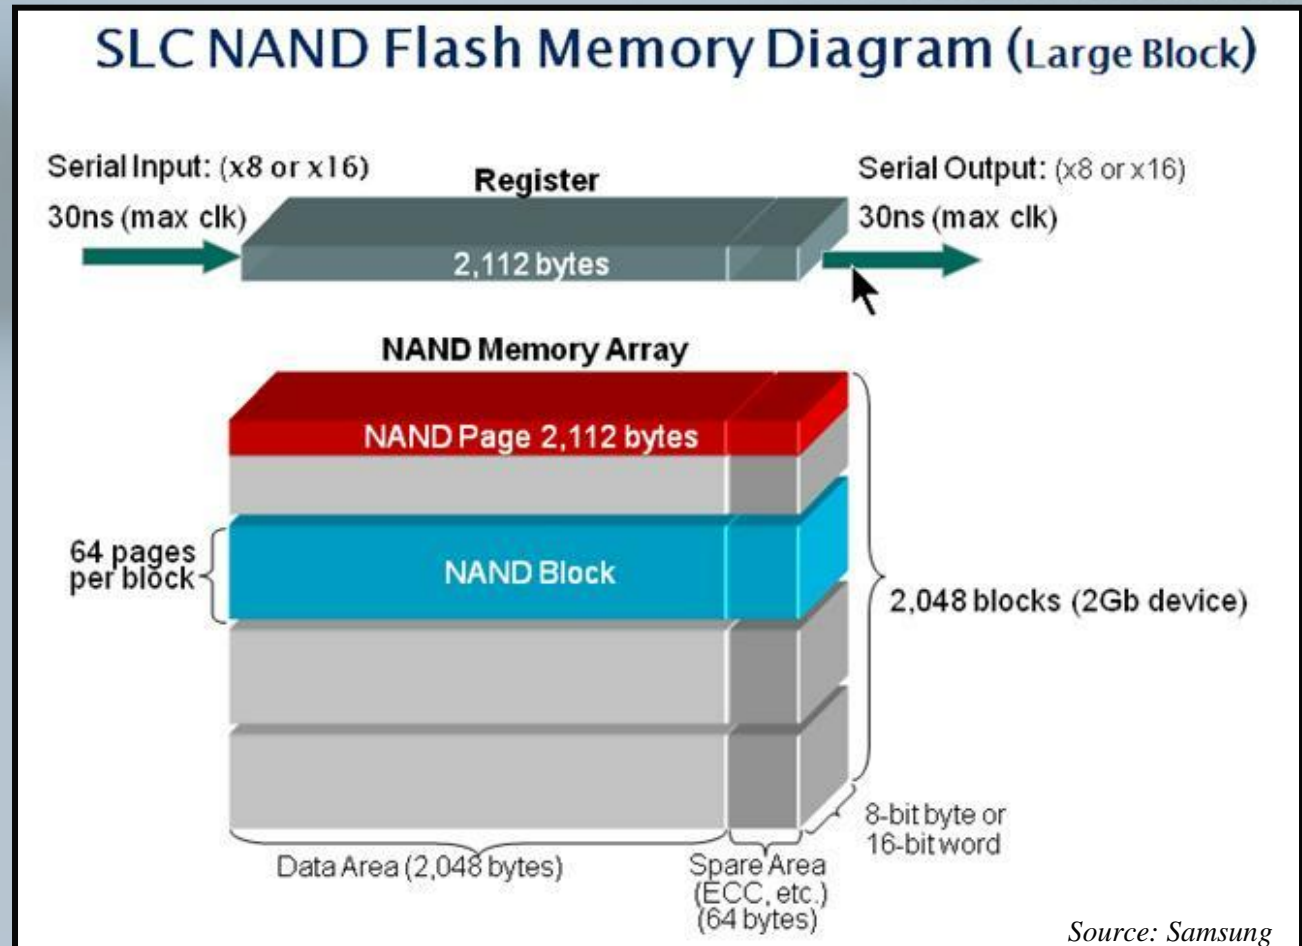 SLC NAND Flash Memory Diagram (Large Block)
Serial Input: (x8 or x16)
30ns (max clk)
Register
2,112 bytes
Serial Output: (x8 or x16)
30ns (max clk)
NAND Memory Array
NAND Page 2,112 bytes
64 pages
per block
NAND Block
2,048 blocks (2Gb device)
8-bit byte or
16-bit word
Data Area (2,048 bytes)
Spare Area
(ECC, etc.)
(64 bytes)
Source: Samsung